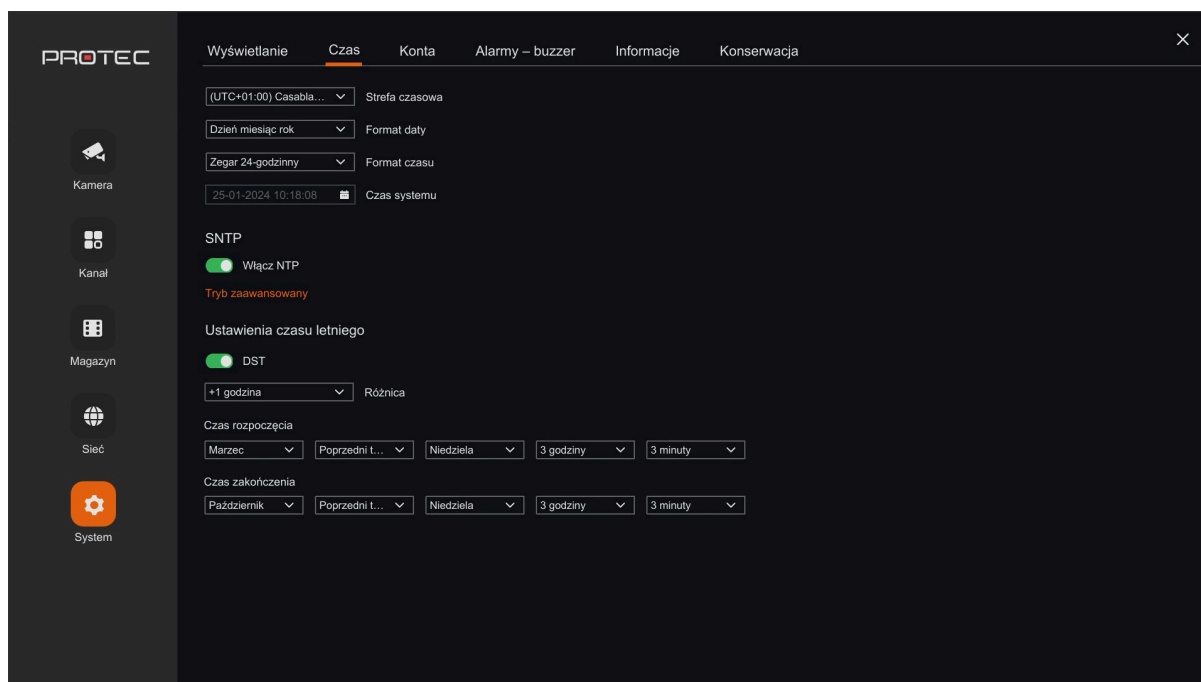 PROTEC
Wyświetlanie Czas Konta Alarmy – buzzer Informacje Konserwacja
(UTC+01:00) Casabla... Strefa czasowa
Dzień miesiąc rok Format daty
Zegar 24-godzinny Format czasu
25-01-2024 10:18:08 Czas systemu
SNTP
Włącz NTP
Tryb zaawansowany
Ustawienia czasu letniego
DST
+1 godzina Różnica
Czas rozpoczęcia
Marzec Poprzedni t... Niedziela 3 godziny 3 minuty
Czas zakończenia
Październik Poprzedni t... Niedziela 3 godziny 3 minuty
Kamera
Kanał
Magazyn
Sieć
System